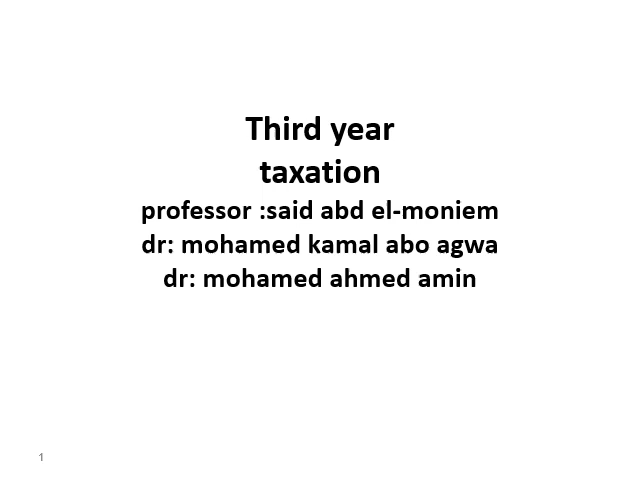 Third year
taxation
professor :said abd el-moniem
dr: mohamed kamal abo agwa
dr: mohamed ahmed amin
1